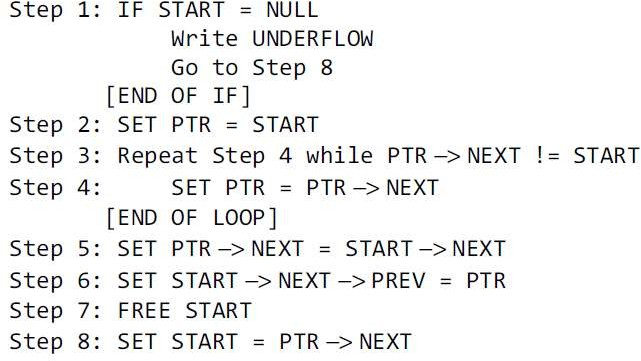 Step 1: IF START = NULL
Write UNDERFLOW
Go to Step 8
[END OF IF]
Step 2: SET PTR = START
Step 3: Repeat Step 4 while PTR —> NEXT != START
Step 4: SET PTR = PTR —> NEXT
[END OF LOOP]
Step 5: SET PTR —> NEXT = START —> NEXT
Step 6: SET START —> NEXT —> PREV = PTR
Step 7: FREE START
Step 8: SET START = PTR —> NEXT